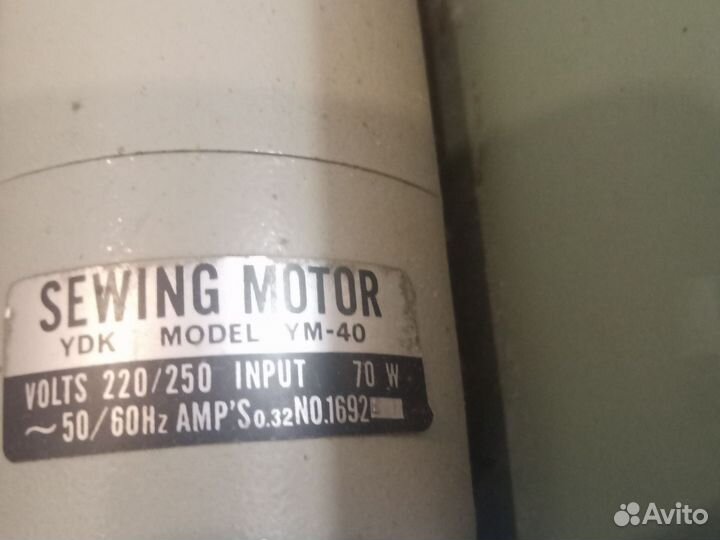 SEWING MOTOR
YDK MODEL YM-40
VOLTS 220/250 INPUT 70 W
~50/60Hz AMP'S 0.32 NO.1692
Avito